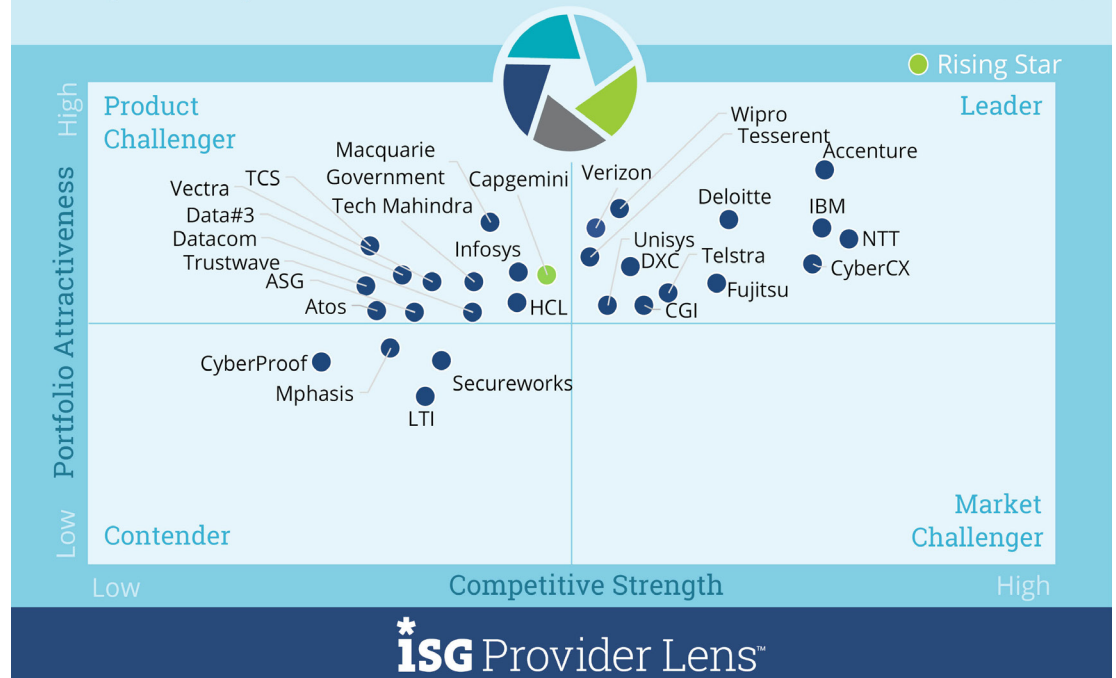 Rising Star
High
Product
Challenger
Leader
Wipro
Tesserent
Accenture
Macquarie
Government
Capgemini
Verizon
TCS
Vectra
Tech Mahindra
Deloitte
IBM
Data#3
Datacom
Infosys
Unisys
DXC
Telstra
NTT
CyberCX
Trustwave
ASG
Atos
HCL
Fujitsu
CGI
CyberProof
Mphasis
Secureworks
LTI
Portfolio Attractiveness
Low
Contender
Market
Challenger
Low
Competitive Strength
High
*ISG Provider Lens™